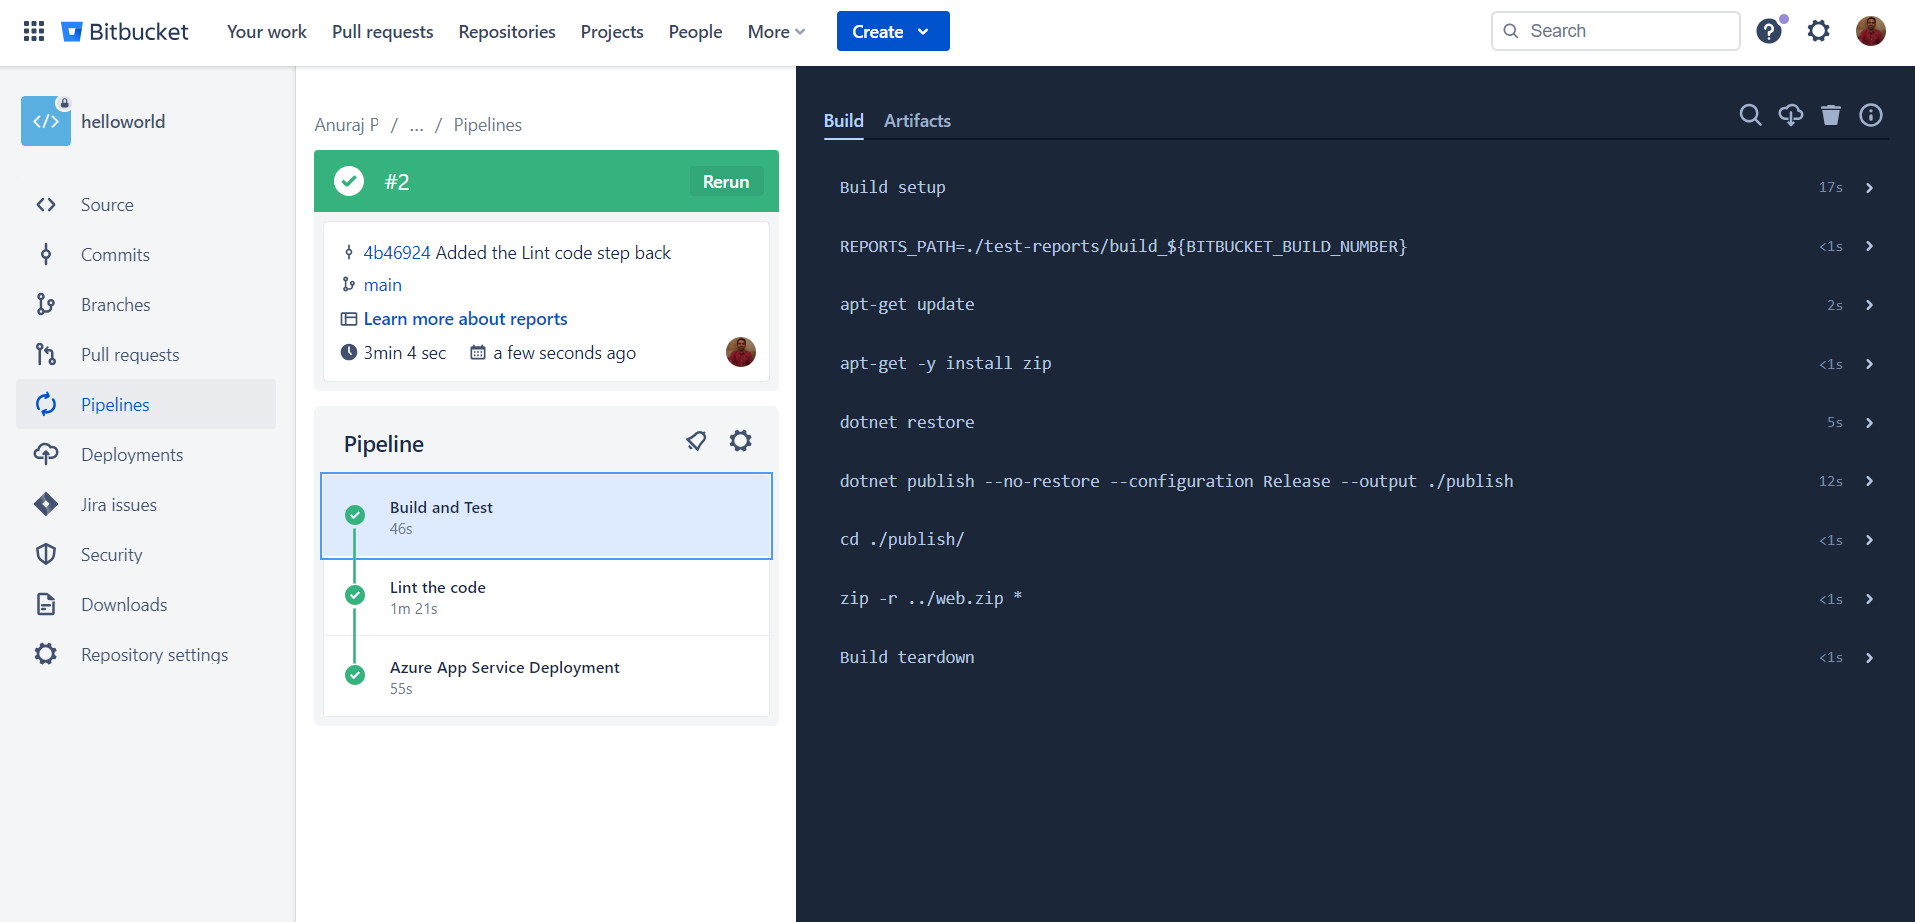 Bitbucket Your work Pull requests Repositories Projects People More Create Search
helloworld
Source
Commits
Branches
Pull requests
Pipelines
Deployments
Jira issues
Security
Downloads
Repository settings
Anuraj P / ... / Pipelines
#2 Rerun
4b46924 Added the Lint code step back
main
Learn more about reports
3min 4 sec a few seconds ago
Pipeline
Build and Test
46s
Lint the code
1m 21s
Azure App Service Deployment
55s
Build Artifacts
Build setup 17s
REPORTS_PATH=./test-reports/build_${BITBUCKET_BUILD_NUMBER} <1s
apt-get update 2s
apt-get -y install zip <1s
dotnet restore 5s
dotnet publish --no-restore --configuration Release --output ./publish 12s
cd ./publish/ <1s
zip -r ../web.zip * <1s
Build teardown <1s